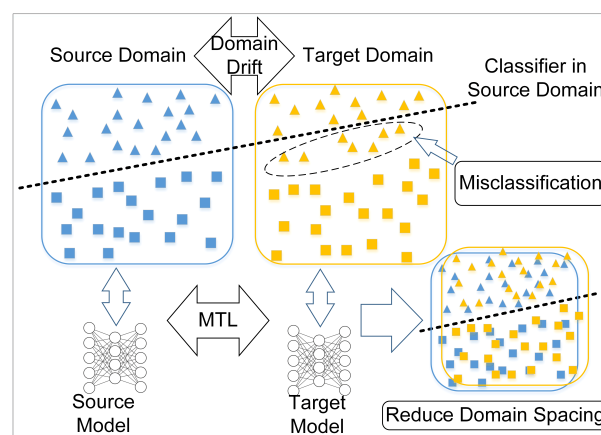 Source Domain
Domain
Drift
Target Domain
Classifier in
Source Domain
Misclassification
MTL
Source
Model
Target
Model
Reduce Domain Spacing